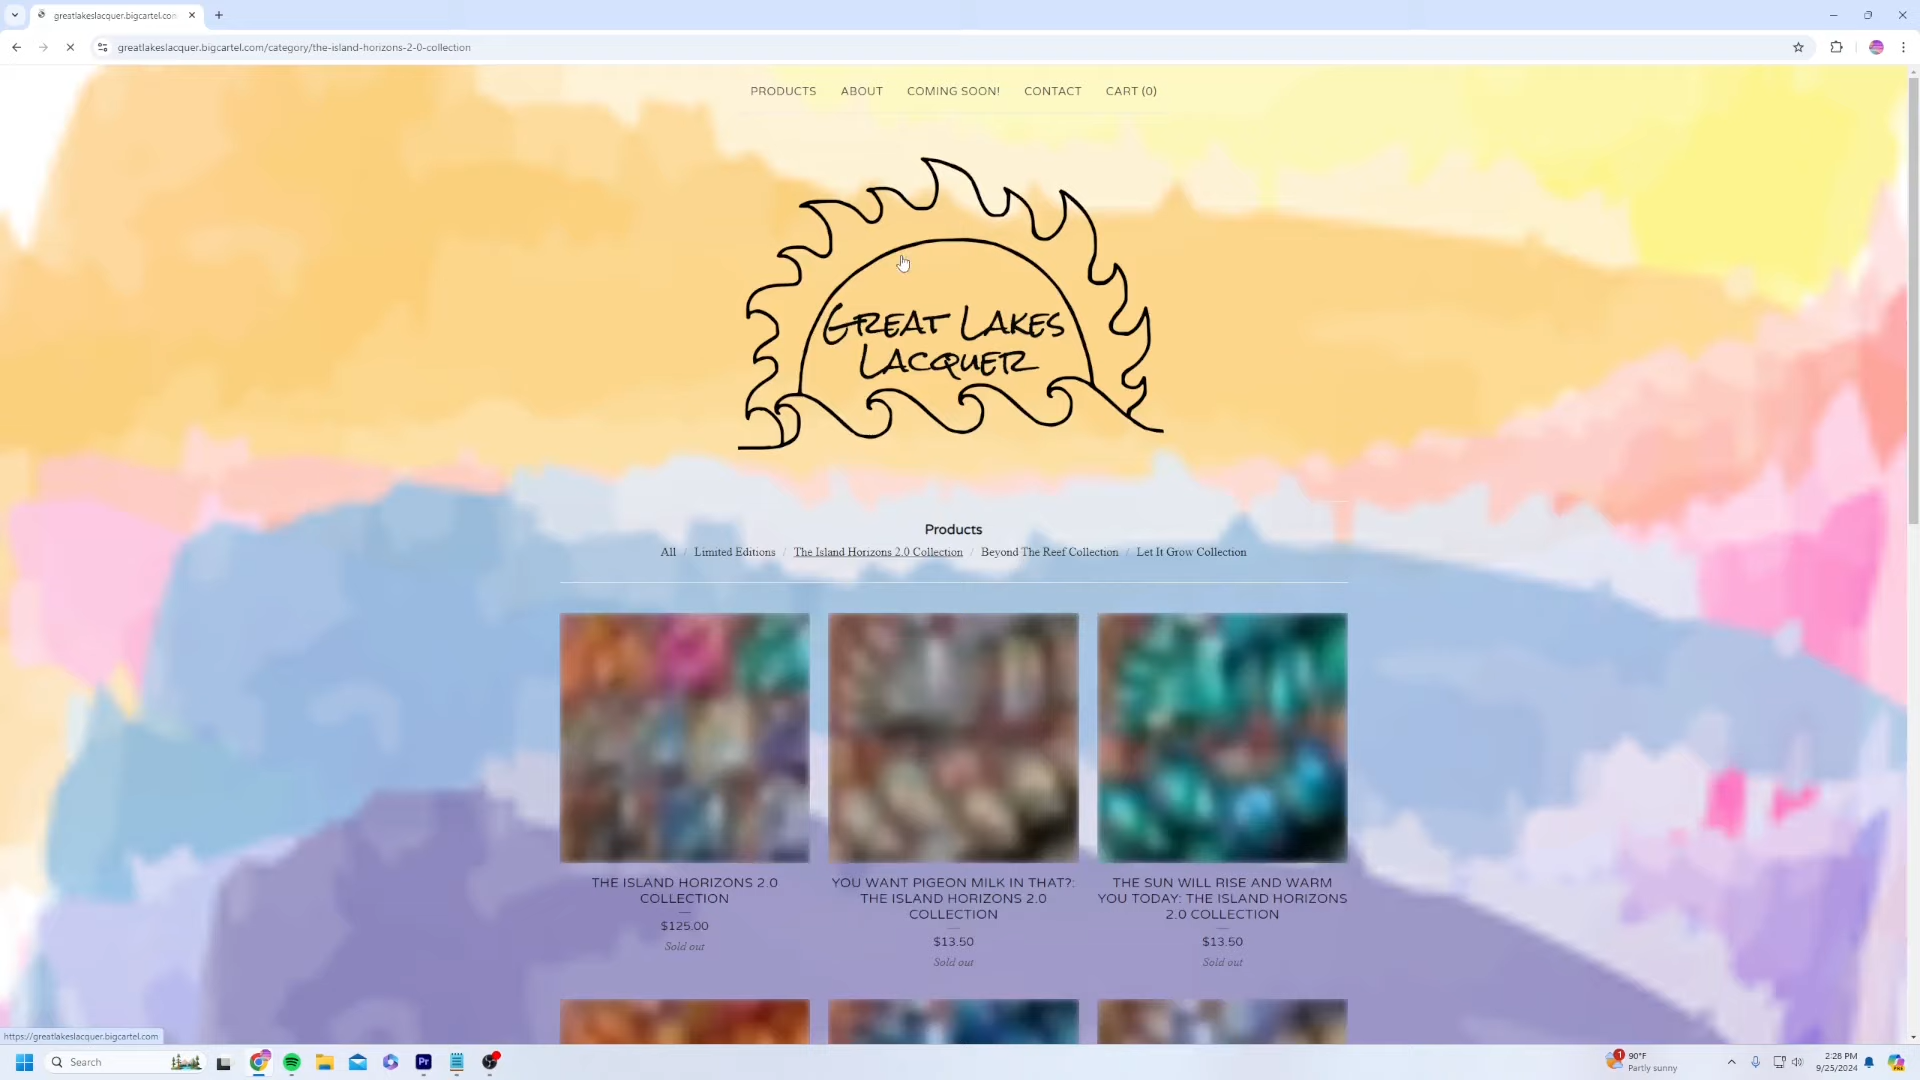 greatlakeslacquer.bigcartel.com
greatlakeslacquer.bigcartel.com/category/the-island-horizons-2-0-collection
PRODUCTS ABOUT COMING SOON! CONTACT CART (0)
GREAT LAKES
LACQUER
Products
All / Limited Editions / The Island Horizons 2.0 Collection / Beyond The Reef Collection / Let It Grow Collection
THE ISLAND HORIZONS 2.0
COLLECTION
$125.00
Sold out
YOU WANT PIGEON MILK IN THAT?:
THE ISLAND HORIZONS 2.0
COLLECTION
$13.50
Sold out
THE SUN WILL RISE AND WARM
YOU TODAY: THE ISLAND HORIZONS
2.0 COLLECTION
$13.50
Sold out
https://greatlakeslacquer.bigcartel.com
Search
Pr
1
90°F
Partly sunny
2:28 PM
9/25/2024